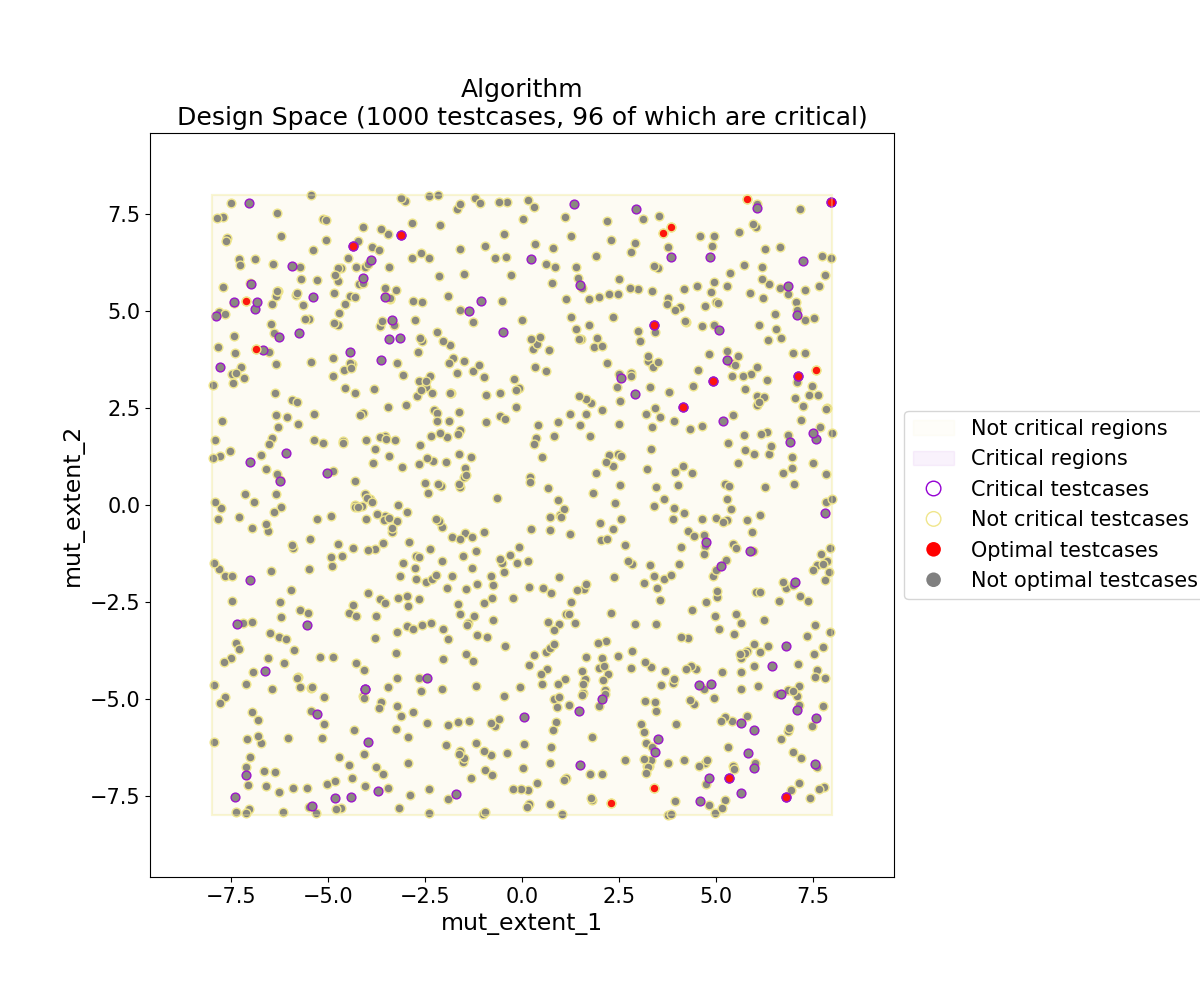 Algorithm
Design Space (1000 testcases, 96 of which are critical)
7.5
5.0
2.5
0.0
−2.5
−5.0
−7.5
mut_extent_2
−7.5
−5.0
−2.5
0.0
2.5
5.0
7.5
mut_extent_1
Not critical regions
Critical regions
Critical testcases
Not critical testcases
Optimal testcases
Not optimal testcases